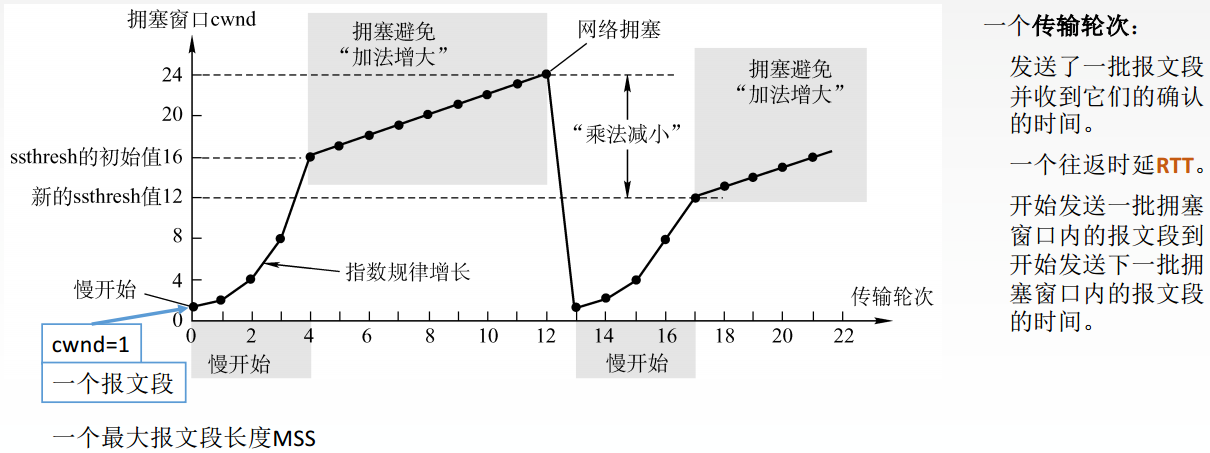 拥塞窗口cwnd
24
20
ssthresh的初始值16
新的ssthresh值12
8
4
0
慢开始
拥塞避免
“加法增大”
网络拥塞
“乘法减小”
拥塞避免
“加法增大”
指数规律增长
传输轮次
0 2 4 6 8 10 12 14 16 18 20 22
慢开始
慢开始
cwnd=1
一个报文段
一个最大报文段长度MSS
一个传输轮次：
发送了一批报文段
并收到它们的确认
的时间。
一个往返时延RTT。
开始发送一批拥塞
窗口内的报文段到
开始发送下一批拥
塞窗口内的报文段
的时间。